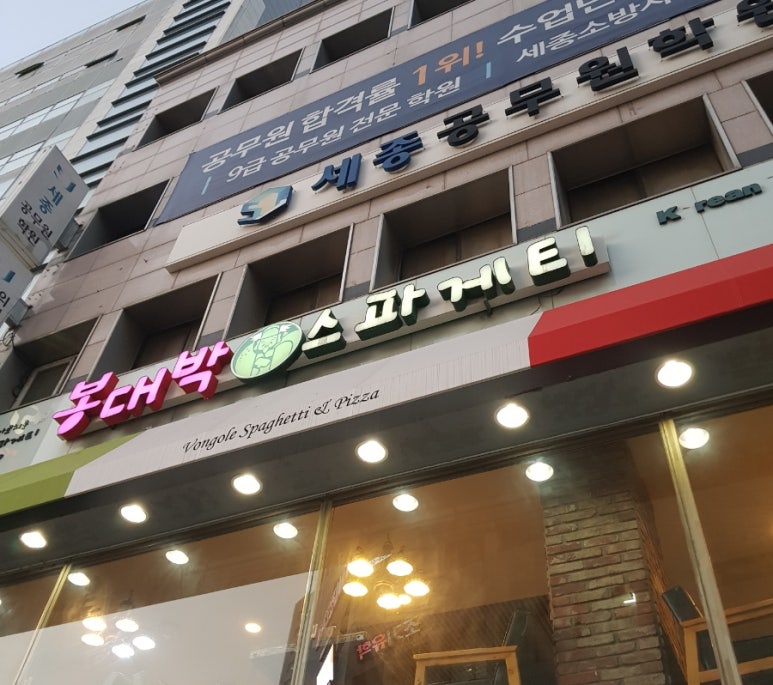 공무원 합격률 1위! 수업만
9급 공무원 전문 학원 | 세종소방사
세종공무원학원
세종
공무원
학원
K rean
봉대박 스파게티
Vongole Spaghetti & Pizza